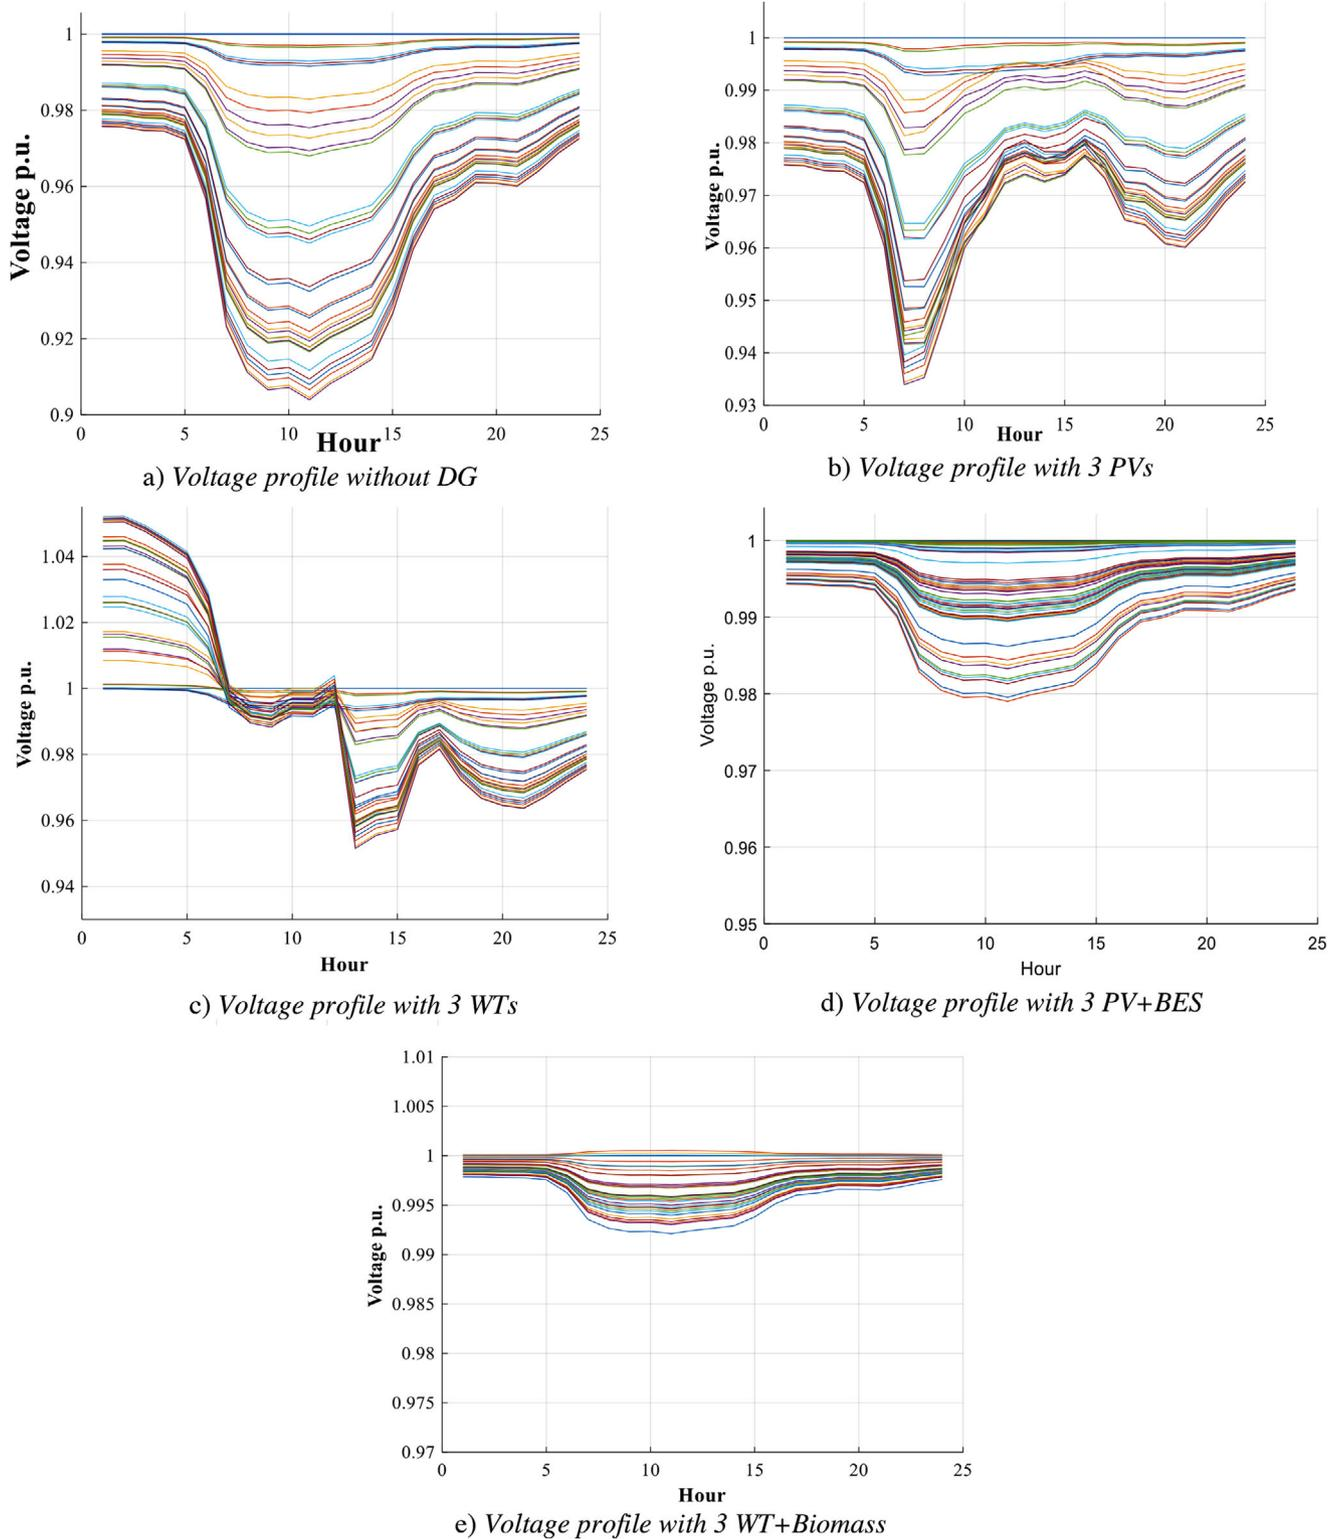 1
0.98
0.96
0.94
0.92
0.9
0 5 10 15 20 25
Voltage p.u.
Hour
a) Voltage profile without DG
1
0.99
0.98
0.97
0.96
0.95
0.94
0.93
0 5 10 15 20 25
Voltage p.u.
Hour
b) Voltage profile with 3 PVs
1.04
1.02
1
0.98
0.96
0.94
0 5 10 15 20 25
Voltage p.u.
Hour
c) Voltage profile with 3 WTs
1
0.99
0.98
0.97
0.96
0.95
0 5 10 15 20 25
Voltage p.u.
Hour
d) Voltage profile with 3 PV+BES
1.01
1.005
1
0.995
0.99
0.985
0.98
0.975
0.97
0 5 10 15 20 25
Voltage p.u.
Hour
e) Voltage profile with 3 WT+Biomass